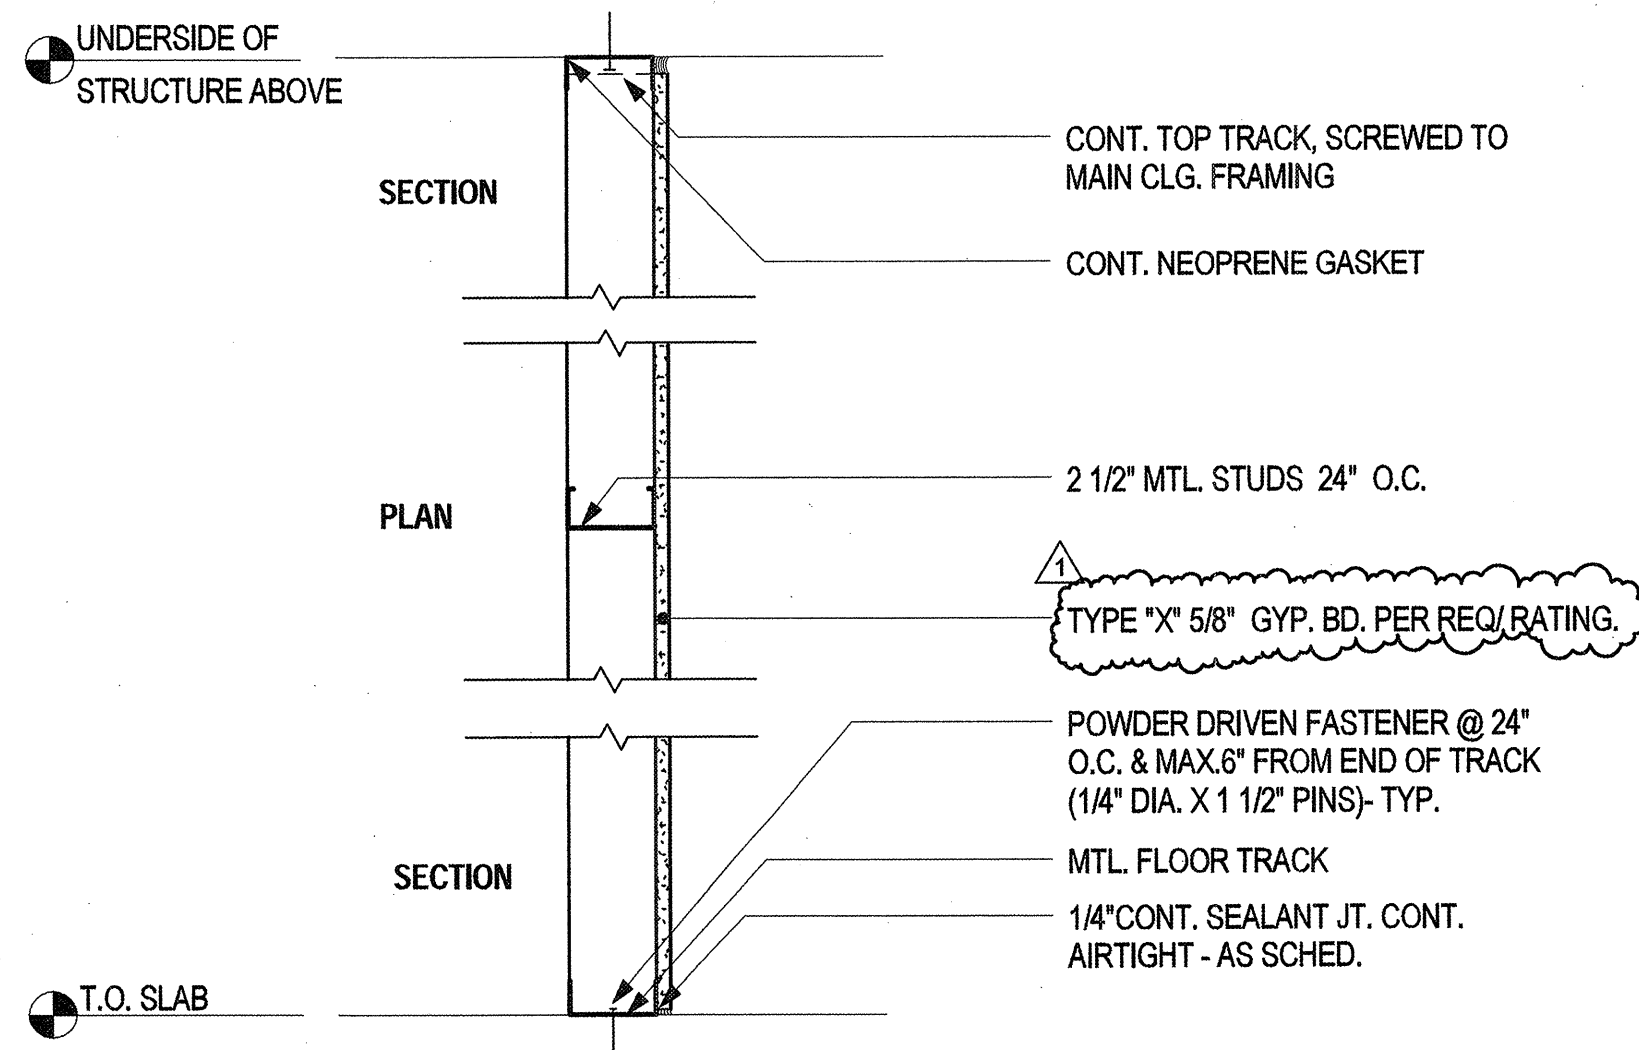 UNDERSIDE OF
STRUCTURE ABOVE
CONT. TOP TRACK, SCREWED TO
MAIN CLG. FRAMING
SECTION
CONT. NEOPRENE GASKET
2 1/2" MTL. STUDS 24" O.C.
PLAN
1
TYPE "X" 5/8" GYP. BD. PER REQ/ RATING.
POWDER DRIVEN FASTENER @ 24"
O.C. & MAX.6" FROM END OF TRACK
(1/4" DIA. X 1 1/2" PINS)- TYP.
MTL. FLOOR TRACK
SECTION
1/4"CONT. SEALANT JT. CONT.
AIRTIGHT - AS SCHED.
T.O. SLAB